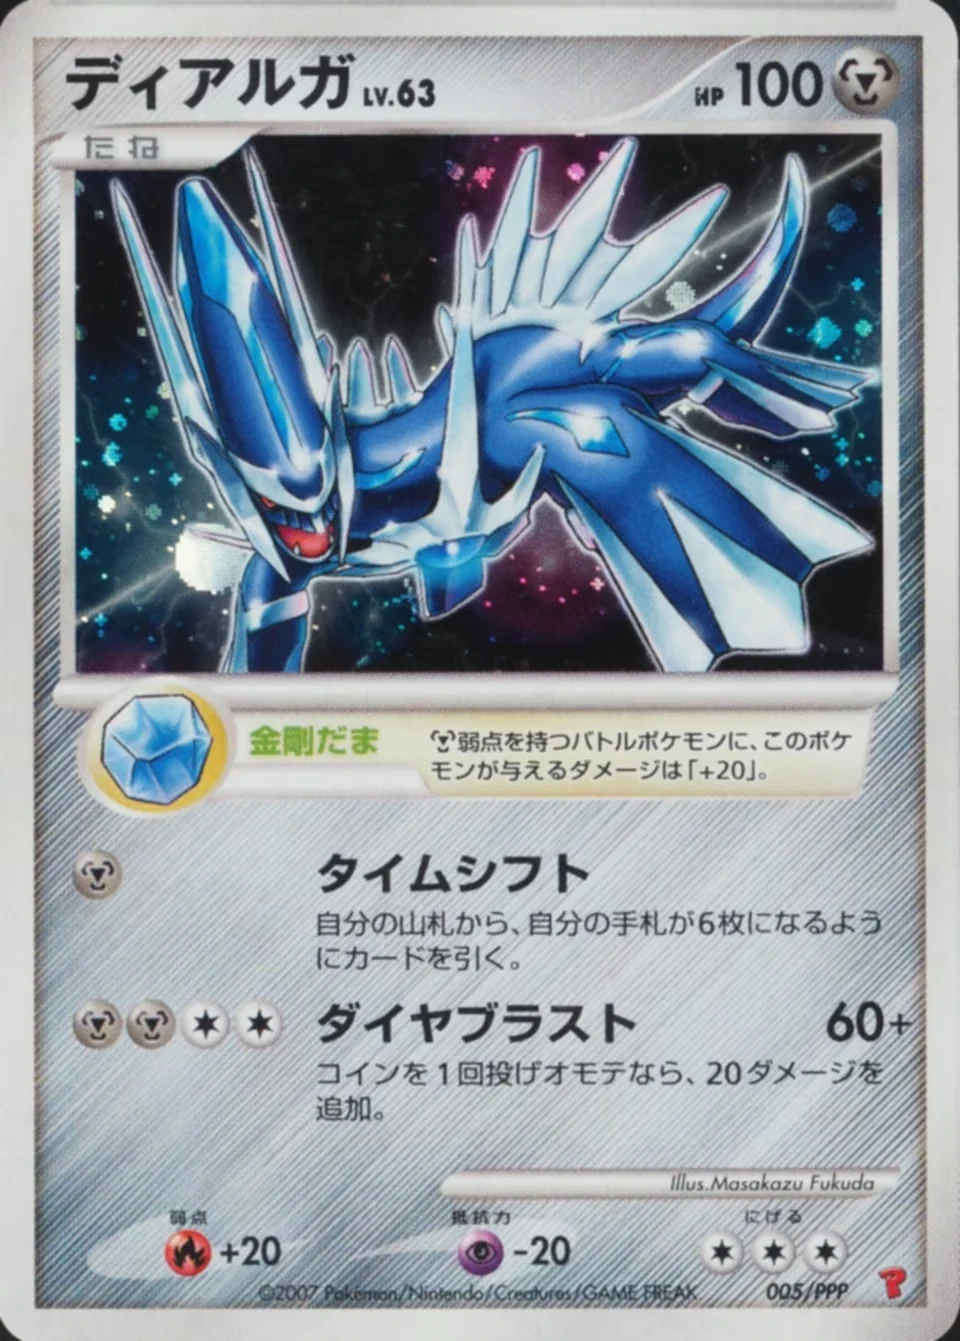 ディアルガ LV.63 HP 100
たね
金剛だま
弱点を持つバトルポケモンに、このポケ
モンが与えるダメージは「+20」。
タイムシフト
自分の山札から、自分の手札が6枚になるよう
にカードを引く。
ダイヤブラスト 60+
コインを1回投げオモテなら、20ダメージを
追加。
Illus.Masakazu Fukuda
弱点 抵抗力 にげる
+20 -20
©2007 Pokémon/Nintendo/Creatures/GAME FREAK. 005/PPP P